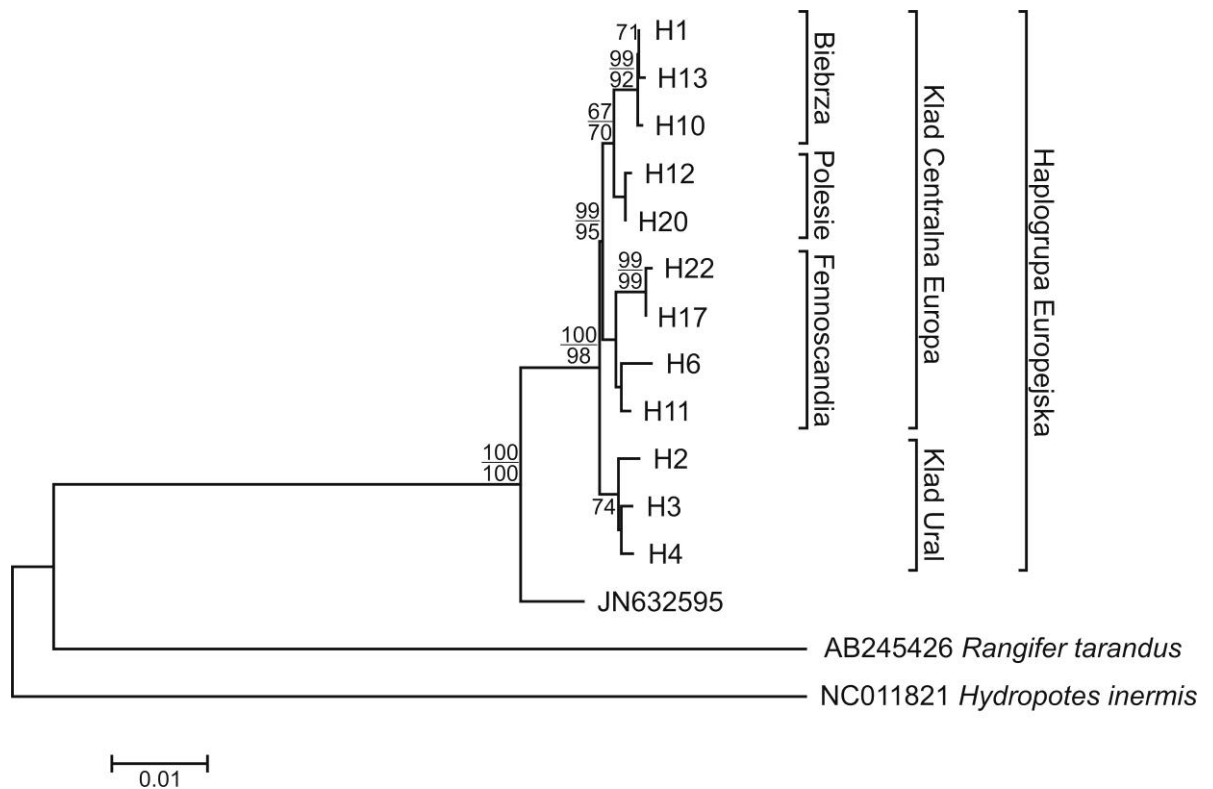 71
H1
99
92
H13
H10
67
70
H12
H20
99
95
99
99
H22
H17
100
98
H6
H11
100
100
H2
74
H3
H4
JN632595
AB245426 Rangifer tarandus
NC011821 Hydropotes inermis
0.01
Biebrza
Polesie
Fennoscandia
Klad Centralna Europa
Klad Ural
Haplogrupa Europejska